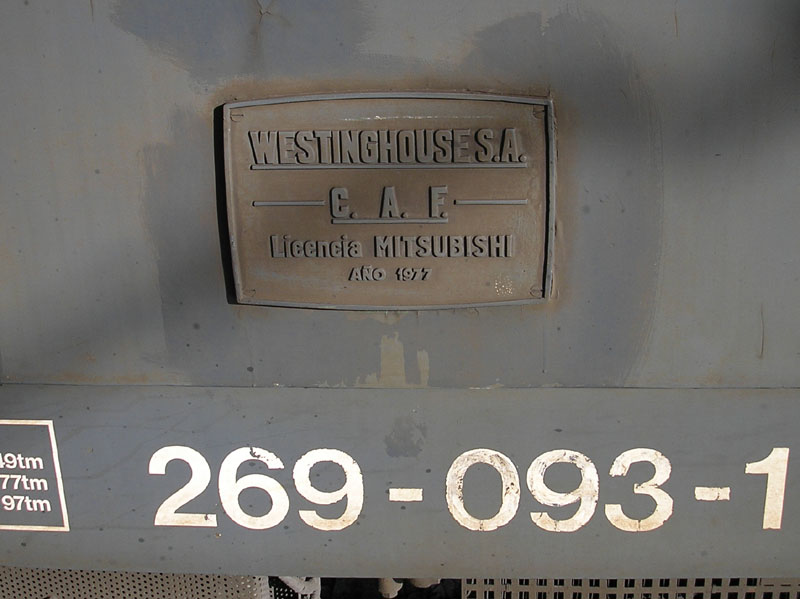 WESTINGHOUSE S.A.
C. A. F.
Licencia MITSUBISHI
AÑO 1977
49tm
77tm
97tm
269-093-1